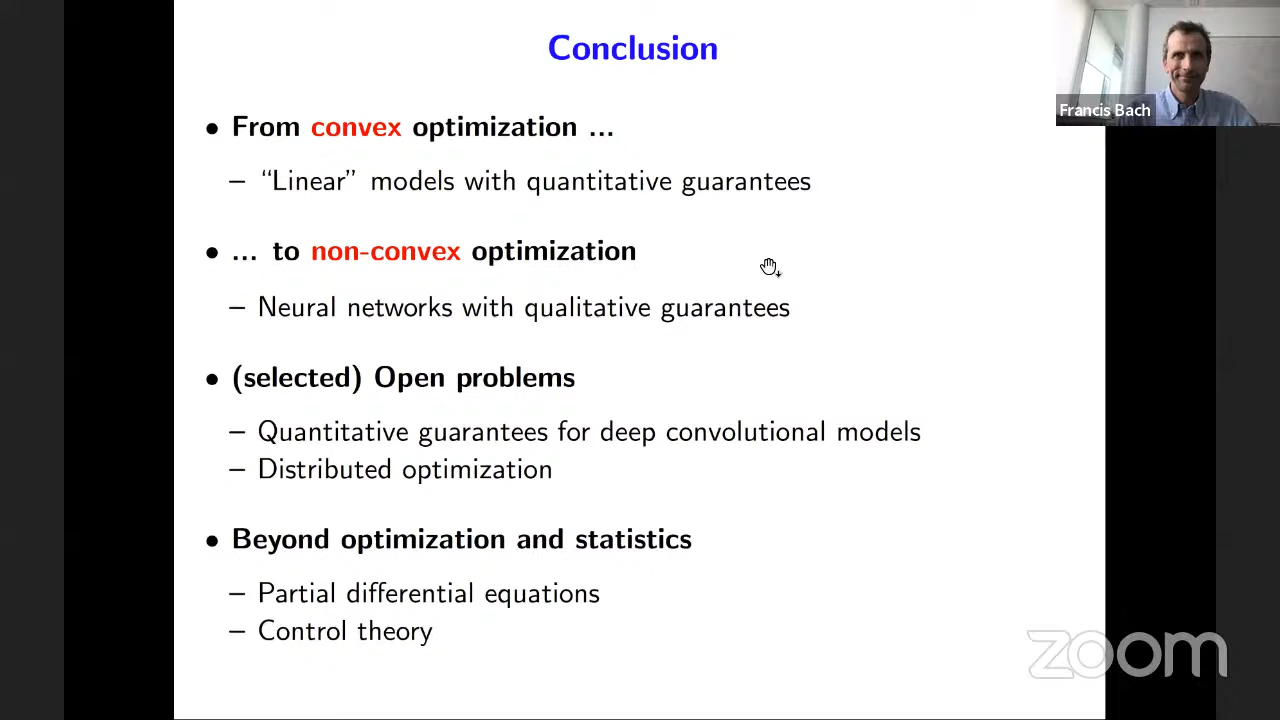 Conclusion
Francis Bach
• From convex optimization ...
– “Linear” models with quantitative guarantees
• ... to non-convex optimization
– Neural networks with qualitative guarantees
• (selected) Open problems
– Quantitative guarantees for deep convolutional models
– Distributed optimization
• Beyond optimization and statistics
– Partial differential equations
– Control theory
zoom